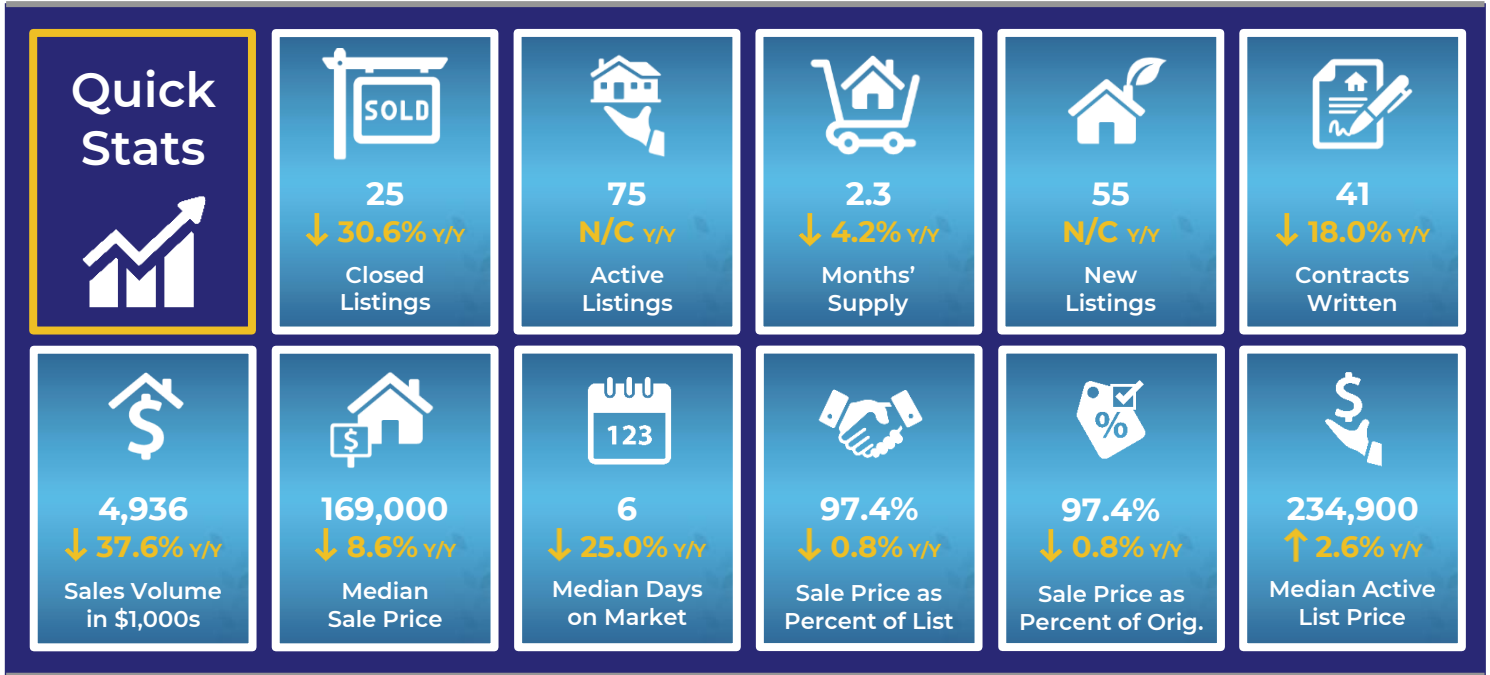 Quick
Stats
SOLD
25
↓ 30.6% Y/Y
Closed
Listings
75
N/C Y/Y
Active
Listings
2.3
↓ 4.2% Y/Y
Months’
Supply
55
N/C Y/Y
New
Listings
41
↓ 18.0% Y/Y
Contracts
Written
$
4,936
↓ 37.6% Y/Y
Sales Volume
in $1,000s
$
169,000
↓ 8.6% Y/Y
Median
Sale Price
123
6
↓ 25.0% Y/Y
Median Days
on Market
97.4%
↓ 0.8% Y/Y
Sale Price as
Percent of List
%
97.4%
↓ 0.8% Y/Y
Sale Price as
Percent of Orig.
$
234,900
↑ 2.6% Y/Y
Median Active
List Price